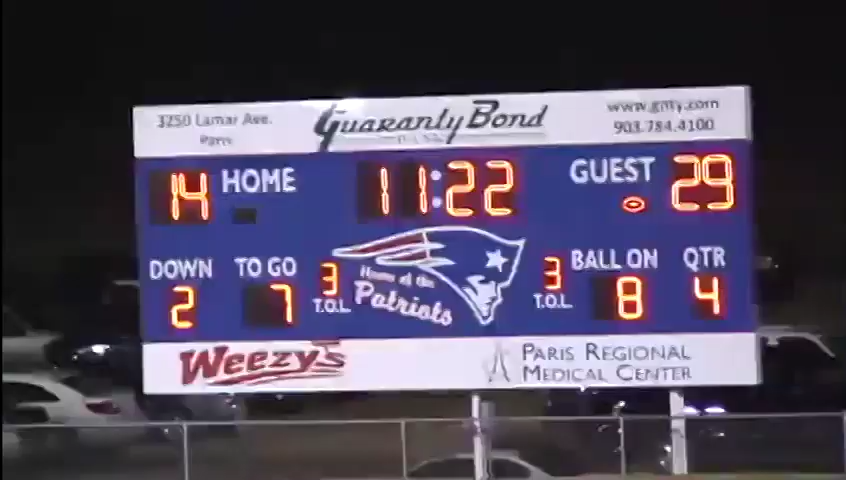 3250 Lamar Ave.
Paris
Guaranty Bond
BANK
www.gnty.com
903.784.4100
14 HOME 11:22 GUEST 29
DOWN TO GO BALL ON QTR
2 7 3 T.O.L. 3 T.O.L. 8 4
Home of the
Patriots
Weezy's
PARIS REGIONAL
MEDICAL CENTER